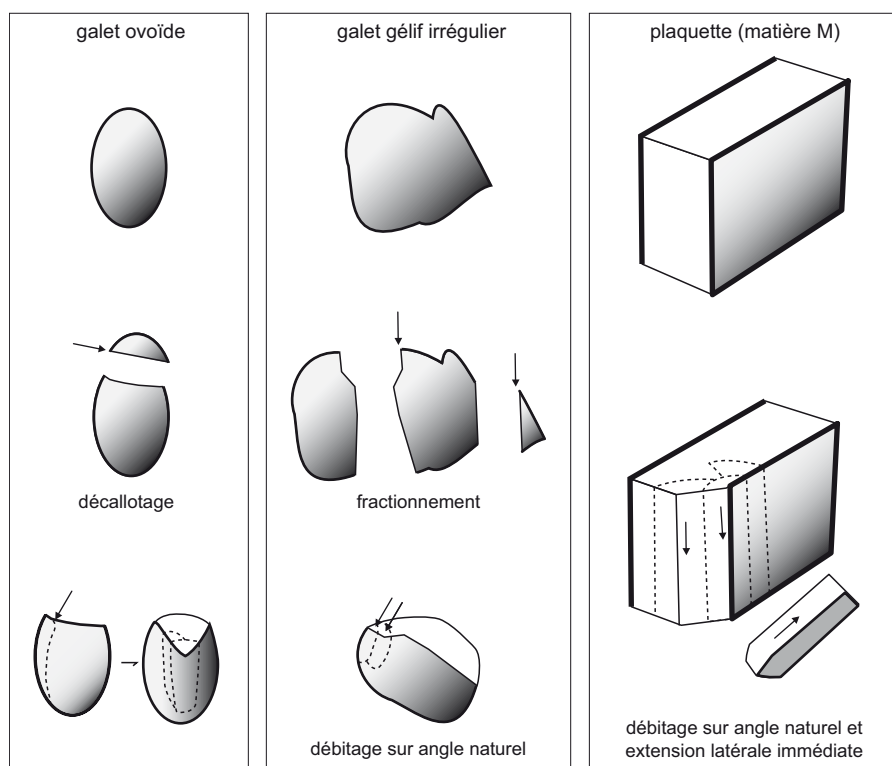 galet ovoïde
décallotage
galet gélif irrégulier
fractionnement
débitage sur angle naturel
plaquette (matière M)
débitage sur angle naturel et
extension latérale immédiate